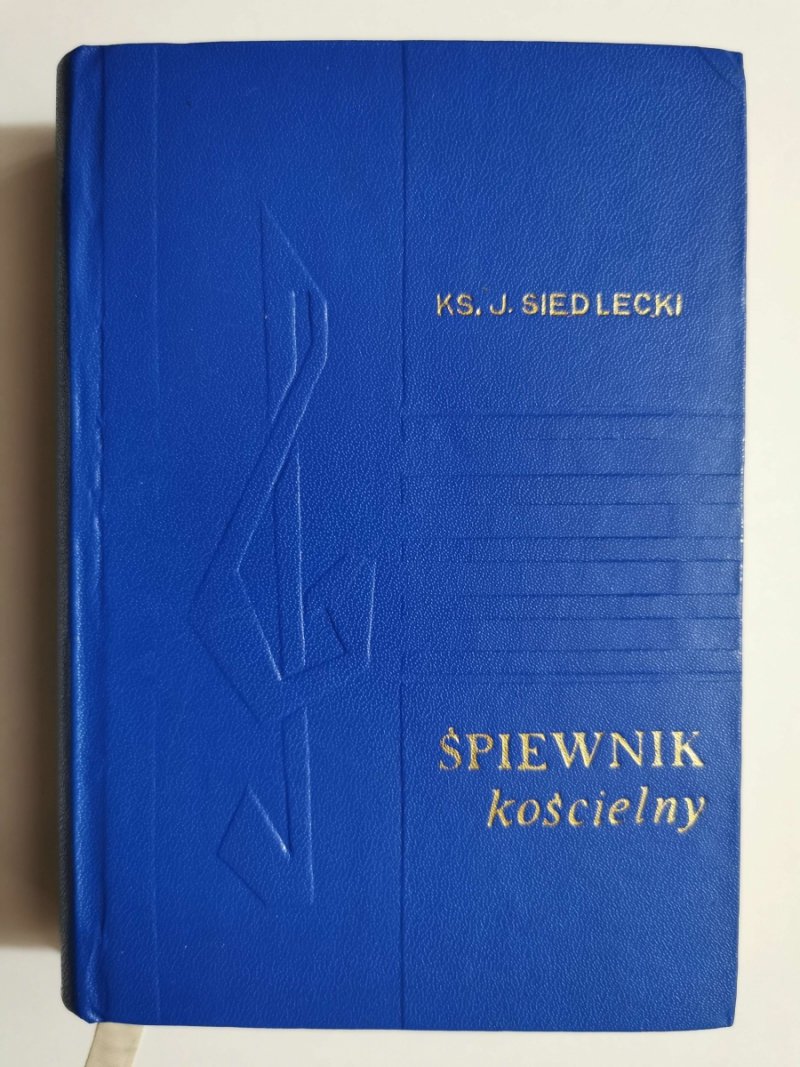 KS. J. SIEDLECKI
ŚPIEWNIK
kościelny